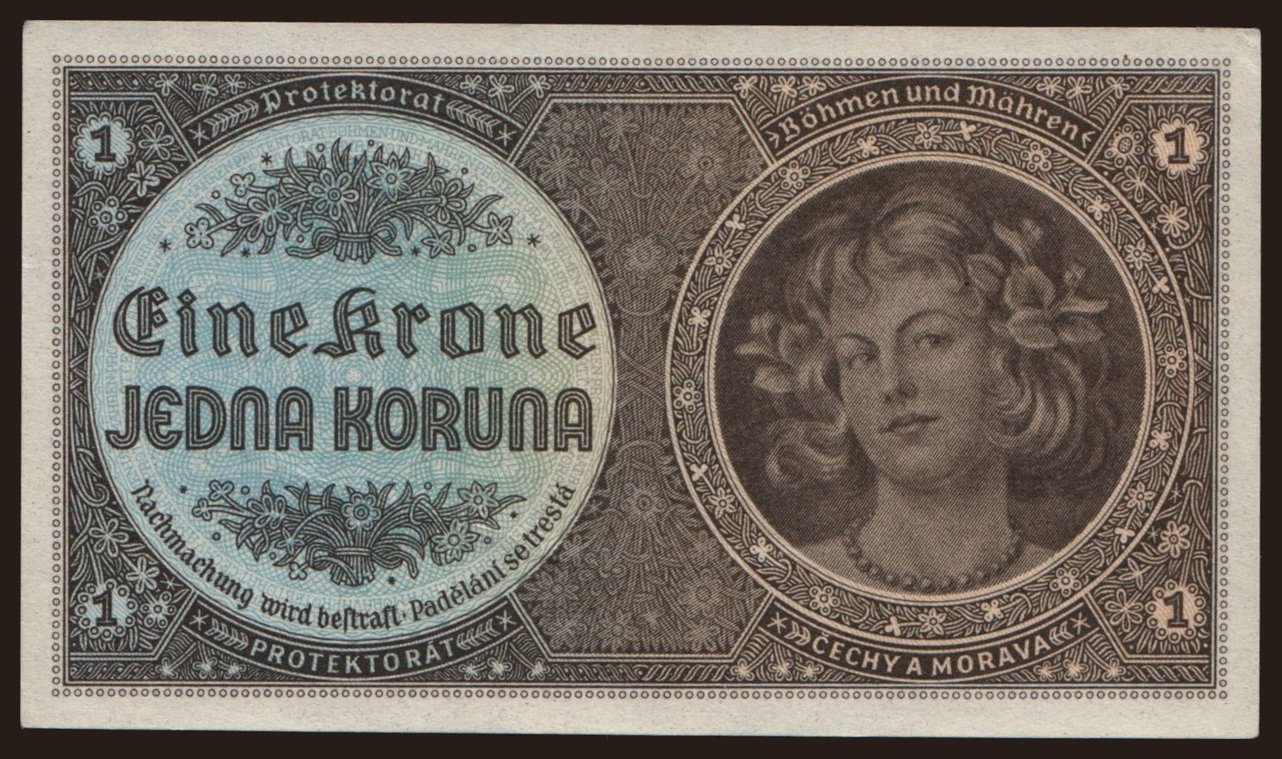 Protektorat
Böhmen und Mähren
1
1
Eine Krone
JEDNA KORUNA
Nachmachung wird bestraft · Padělání se trestá
1
1
PROTEKTORÁT
ČECHY A MORAVA